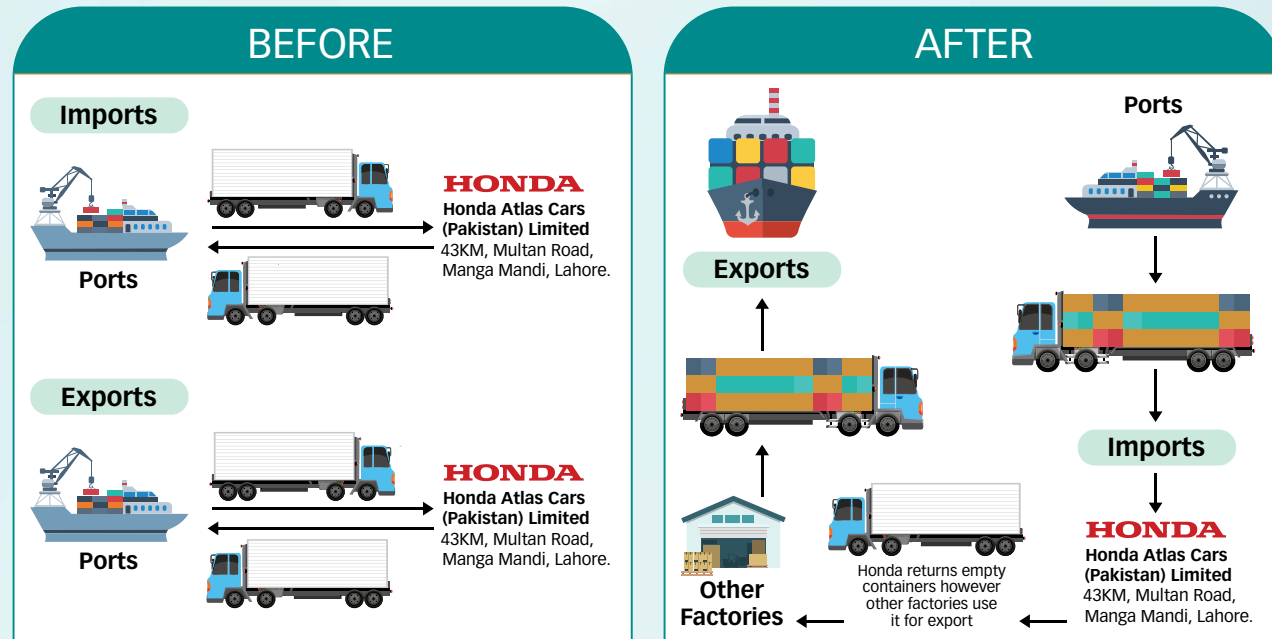 BEFORE
Imports
Ports
HONDA
Honda Atlas Cars
(Pakistan) Limited
43KM, Multan Road,
Manga Mandi, Lahore.
Exports
Ports
HONDA
Honda Atlas Cars
(Pakistan) Limited
43KM, Multan Road,
Manga Mandi, Lahore.
AFTER
Ports
Imports
HONDA
Honda Atlas Cars
(Pakistan) Limited
43KM, Multan Road,
Manga Mandi, Lahore.
Honda returns empty
containers however
other factories use
it for export
Other
Factories
Exports